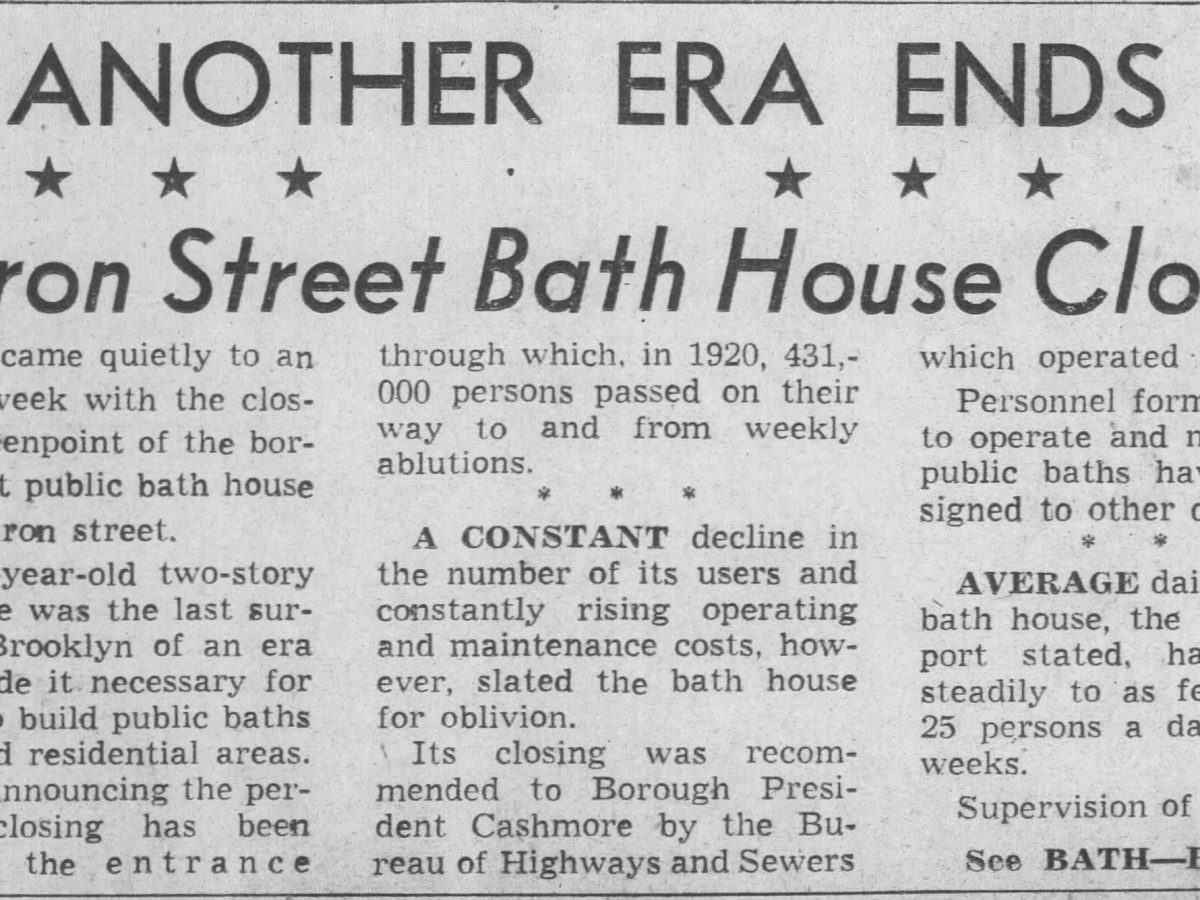 ANOTHER ERA ENDS
★ ★ ★ ★ ★ ★
ron Street Bath House Clo
came quietly to an
week with the clos-
enpoint of the bor-
t public bath house
ron street.
-year-old two-story
e was the last sur-
Brooklyn of an era
de it necessary for
o build public baths
d residential areas.
nnouncing the per-
closing has been
the entrance
through which, in 1920, 431,-
000 persons passed on their
way to and from weekly
ablutions.
* * *
A CONSTANT decline in
the number of its users and
constantly rising operating
and maintenance costs, how-
ever, slated the bath house
for oblivion.
Its closing was recom-
mended to Borough Presi-
dent Cashmore by the Bu-
reau of Highways and Sewers
which operated
Personnel form
to operate and m
public baths hav
signed to other d
* *
AVERAGE dai
bath house, the
port stated, ha
steadily to as fe
25 persons a da
weeks.
Supervision of
See BATH—